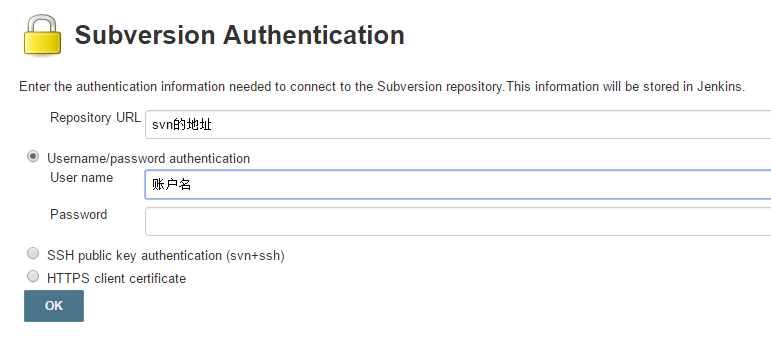 Subversion Authentication
Enter the authentication information needed to connect to the Subversion repository.This information will be stored in Jenkins.
Repository URL svn的地址
Username/password authentication
User name 账户名
Password
SSH public key authentication (svn+ssh)
HTTPS client certificate
OK